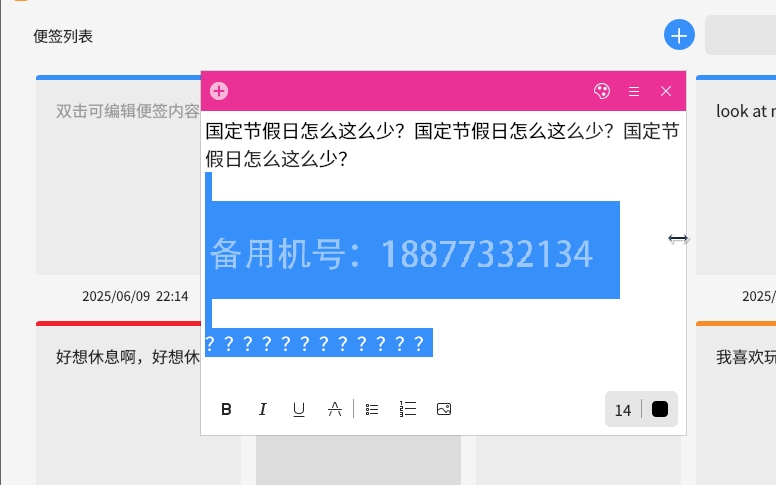 便签列表
双击可编辑便签内容
look at
国定节假日怎么这么少？国定节假日怎么这么少？国定节
假日怎么这么少？
备用机号：18877332134
？？？？？？？？？？？？
2025/06/09 22:14
2025/
好想休息啊，好想休
我喜欢玩
B I U A
14